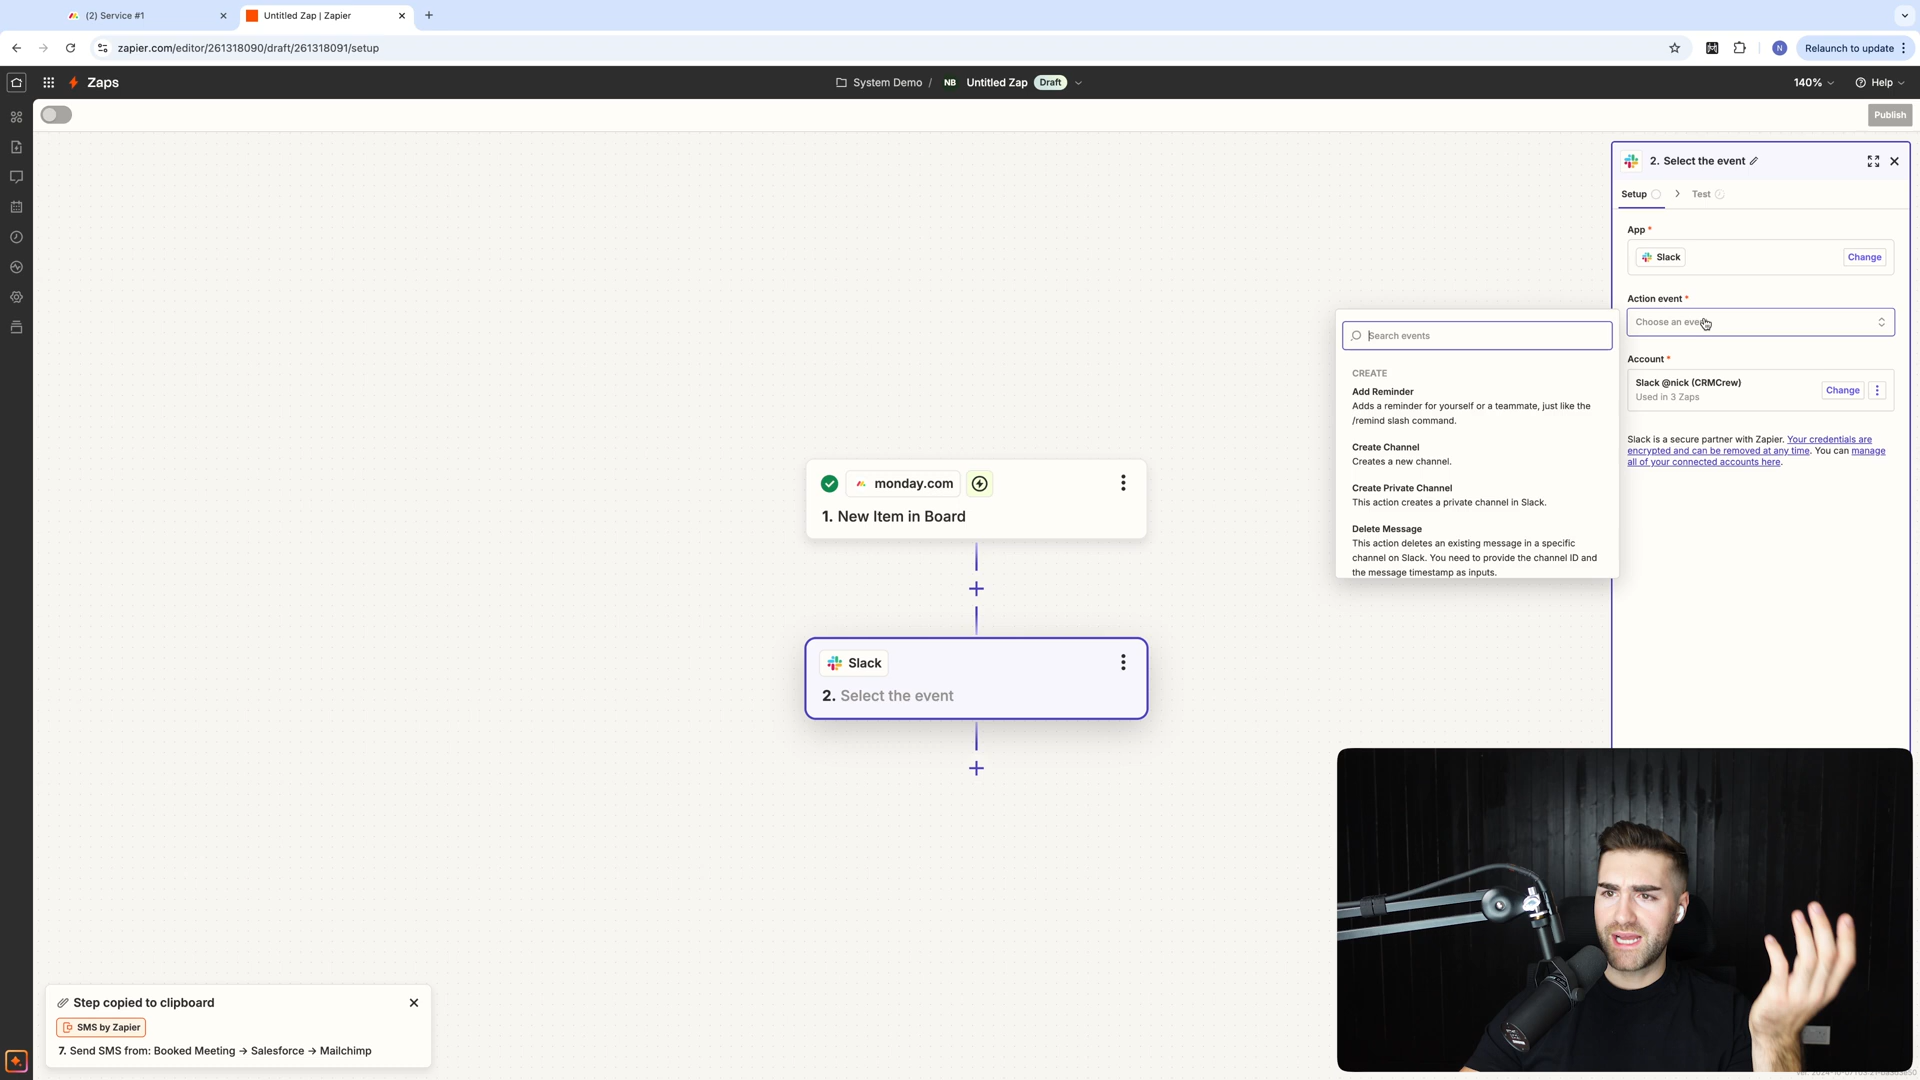 (2) Service #1
Untitled Zap | Zapier
zapier.com/editor/261318090/draft/261318091/setup
N
Relaunch to update
Zaps
System Demo /
NB
Untitled Zap
Draft
140%
Help
Publish
2. Select the event
Setup
Test
App *
Slack
Change
Action event *
Choose an eve
Search events
CREATE
Add Reminder
Adds a reminder for yourself or a teammate, just like the
/remind slash command.
Create Channel
Creates a new channel.
Create Private Channel
This action creates a private channel in Slack.
Delete Message
This action deletes an existing message in a specific
channel on Slack. You need to provide the channel ID and
the message timestamp as inputs.
Account *
Slack @nick (CRMCrew)
Used in 3 Zaps
Change
Slack is a secure partner with Zapier. Your credentials are
encrypted and can be removed at any time. You can manage
all of your connected accounts here.
monday.com
1. New Item in Board
Slack
2. Select the event
Step copied to clipboard
SMS by Zapier
7. Send SMS from: Booked Meeting → Salesforce → Mailchimp